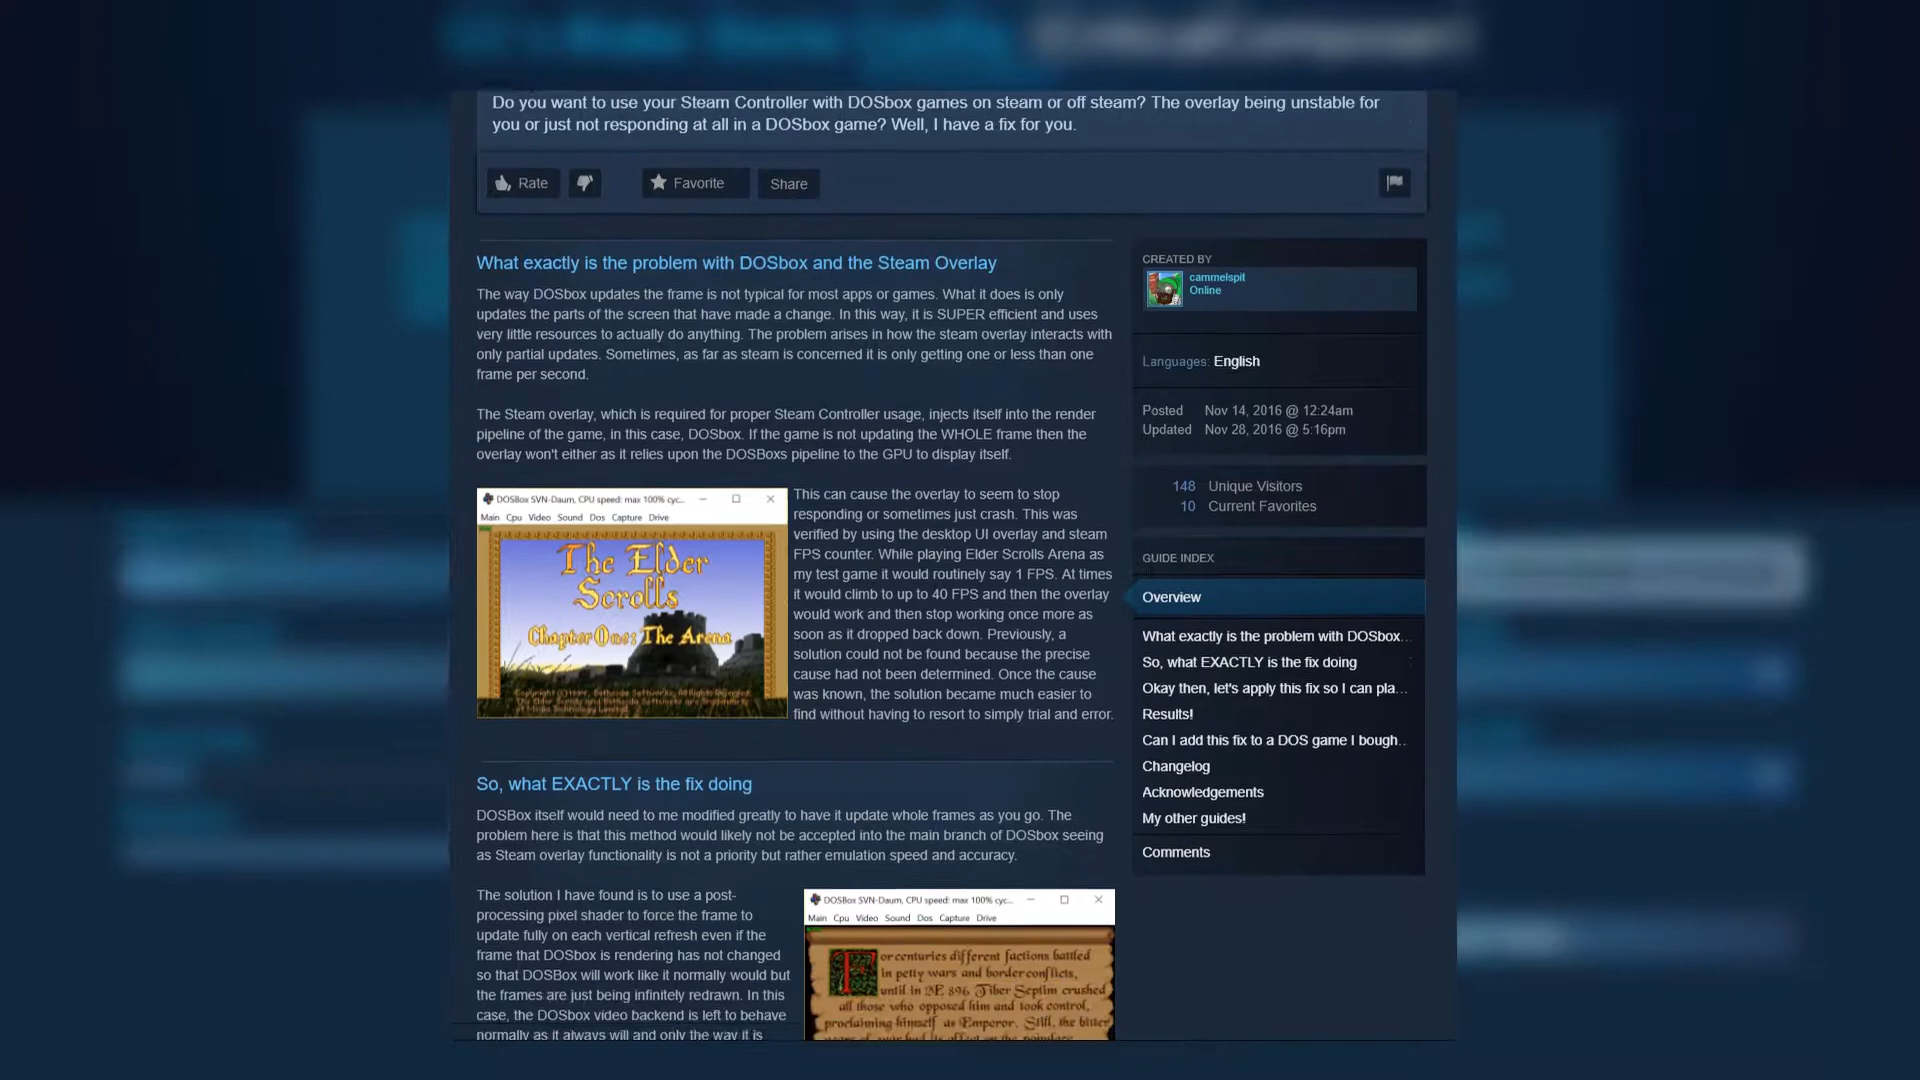 Do you want to use your Steam Controller with DOSbox games on steam or off steam? The overlay being unstable for
you or just not responding at all in a DOSbox game? Well, I have a fix for you.
Rate
Favorite
Share
What exactly is the problem with DOSbox and the Steam Overlay
The way DOSbox updates the frame is not typical for most apps or games. What it does is only
updates the parts of the screen that have made a change. In this way, it is SUPER efficient and uses
very little resources to actually do anything. The problem arises in how the steam overlay interacts with
only partial updates. Sometimes, as far as steam is concerned it is only getting one or less than one
frame per second.
The Steam overlay, which is required for proper Steam Controller usage, injects itself into the render
pipeline of the game, in this case, DOSbox. If the game is not updating the WHOLE frame then the
overlay won't either as it relies upon the DOSBoxs pipeline to the GPU to display itself.
DOSBox SVN-Daum, CPU speed: max 100% cyc...
Main Cpu Video Sound Dos Capture Drive
The Elder
Scrolls
Chapter One: The Arena
This can cause the overlay to seem to stop
responding or sometimes just crash. This was
verified by using the desktop UI overlay and steam
FPS counter. While playing Elder Scrolls Arena as
my test game it would routinely say 1 FPS. At times
it would climb to up to 40 FPS and then the overlay
would work and then stop working once more as
soon as it dropped back down. Previously, a
solution could not be found because the precise
cause had not been determined. Once the cause
was known, the solution became much easier to
find without having to resort to simply trial and error.
So, what EXACTLY is the fix doing
DOSBox itself would need to me modified greatly to have it update whole frames as you go. The
problem here is that this method would likely not be accepted into the main branch of DOSbox seeing
as Steam overlay functionality is not a priority but rather emulation speed and accuracy.
The solution I have found is to use a post-
processing pixel shader to force the frame to
update fully on each vertical refresh even if the
frame that DOSbox is rendering has not changed
so that DOSBox will work like it normally would but
the frames are just being infinitely redrawn. In this
case, the DOSbox video backend is left to behave
normally as it always will and only the way it is
DOSBox SVN-Daum, CPU speed: max 100% cyc...
Main Cpu Video Sound Dos Capture Drive
For centuries different factions battled
in petty wars and border conflicts,
until in 2E 896 Tiber Septim crushed
all those who opposed him and took control,
proclaiming himself as Emperor. Still, the bitter
CREATED BY
cammelspit
Online
Languages: English
Posted Nov 14, 2016 @ 12:24am
Updated Nov 28, 2016 @ 5:16pm
148 Unique Visitors
10 Current Favorites
GUIDE INDEX
Overview
What exactly is the problem with DOSbox...
So, what EXACTLY is the fix doing
Okay then, let's apply this fix so I can pla...
Results!
Can I add this fix to a DOS game I bough...
Changelog
Acknowledgements
My other guides!
Comments